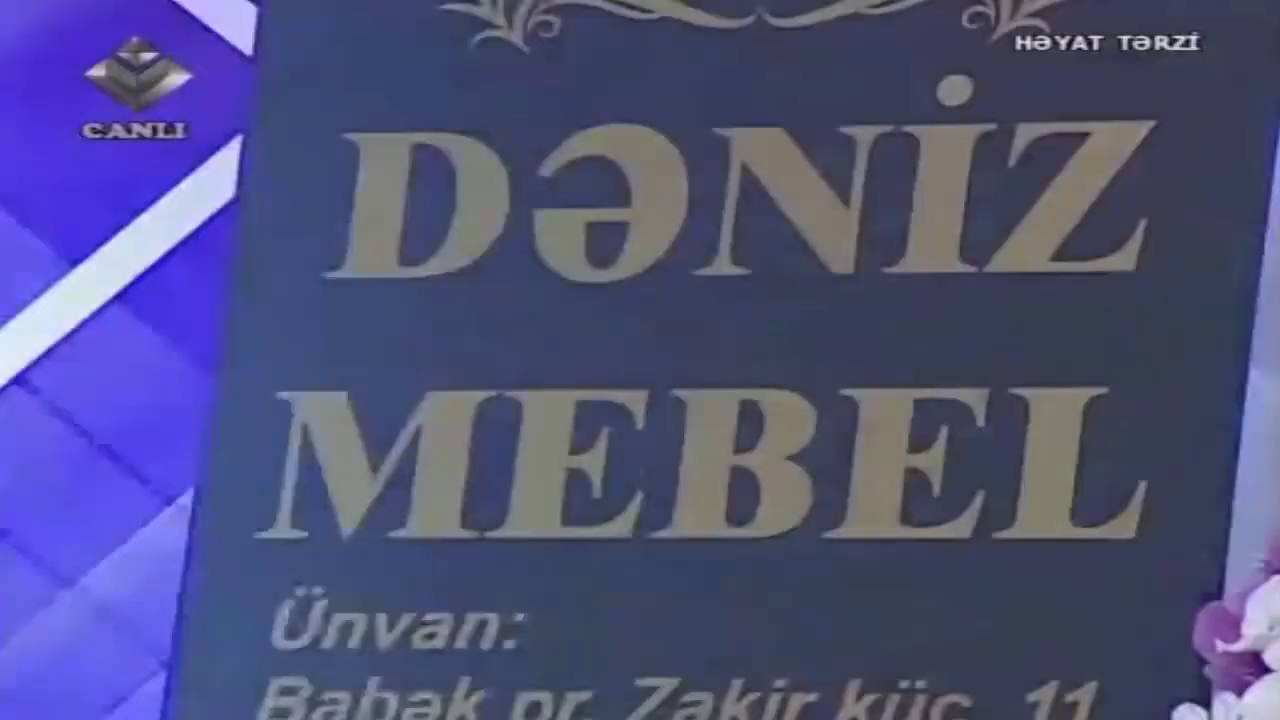 HƏYAT TƏRZİ
CANLI
DƏNİZ
MEBEL
Ünvan:
Babək pr. Zakir küç. 11